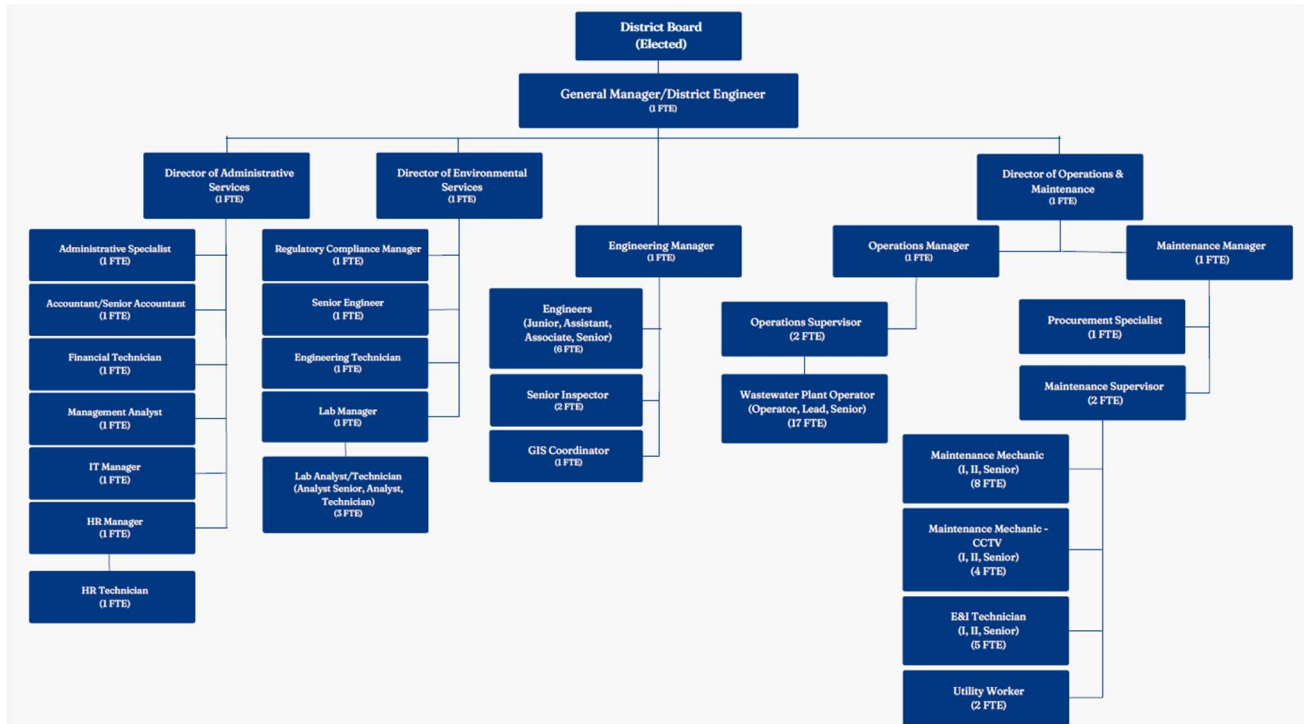 District Board
(Elected)
General Manager/District Engineer
(1 FTE)
Director of Administrative
Services
(1 FTE)
Administrative Specialist
(1 FTE)
Accountant/Senior Accountant
(1 FTE)
Financial Technician
(1 FTE)
Management Analyst
(1 FTE)
IT Manager
(1 FTE)
HR Manager
(1 FTE)
HR Technician
(1 FTE)
Director of Environmental
Services
(1 FTE)
Regulatory Compliance Manager
(1 FTE)
Senior Engineer
(1 FTE)
Engineering Technician
(1 FTE)
Lab Manager
(1 FTE)
Lab Analyst/Technician
(Analyst Senior, Analyst,
Technician)
(3 FTE)
Engineering Manager
(1 FTE)
Engineers
(Junior, Assistant,
Associate, Senior)
(6 FTE)
Senior Inspector
(2 FTE)
GIS Coordinator
(1 FTE)
Director of Operations &
Maintenance
(1 FTE)
Operations Manager
(1 FTE)
Operations Supervisor
(2 FTE)
Wastewater Plant Operator
(Operator, Lead, Senior)
(17 FTE)
Maintenance Manager
(1 FTE)
Procurement Specialist
(1 FTE)
Maintenance Supervisor
(2 FTE)
Maintenance Mechanic
(I, II, Senior)
(8 FTE)
Maintenance Mechanic -
CCTV
(I, II, Senior)
(4 FTE)
E&I Technician
(I, II, Senior)
(5 FTE)
Utility Worker
(2 FTE)